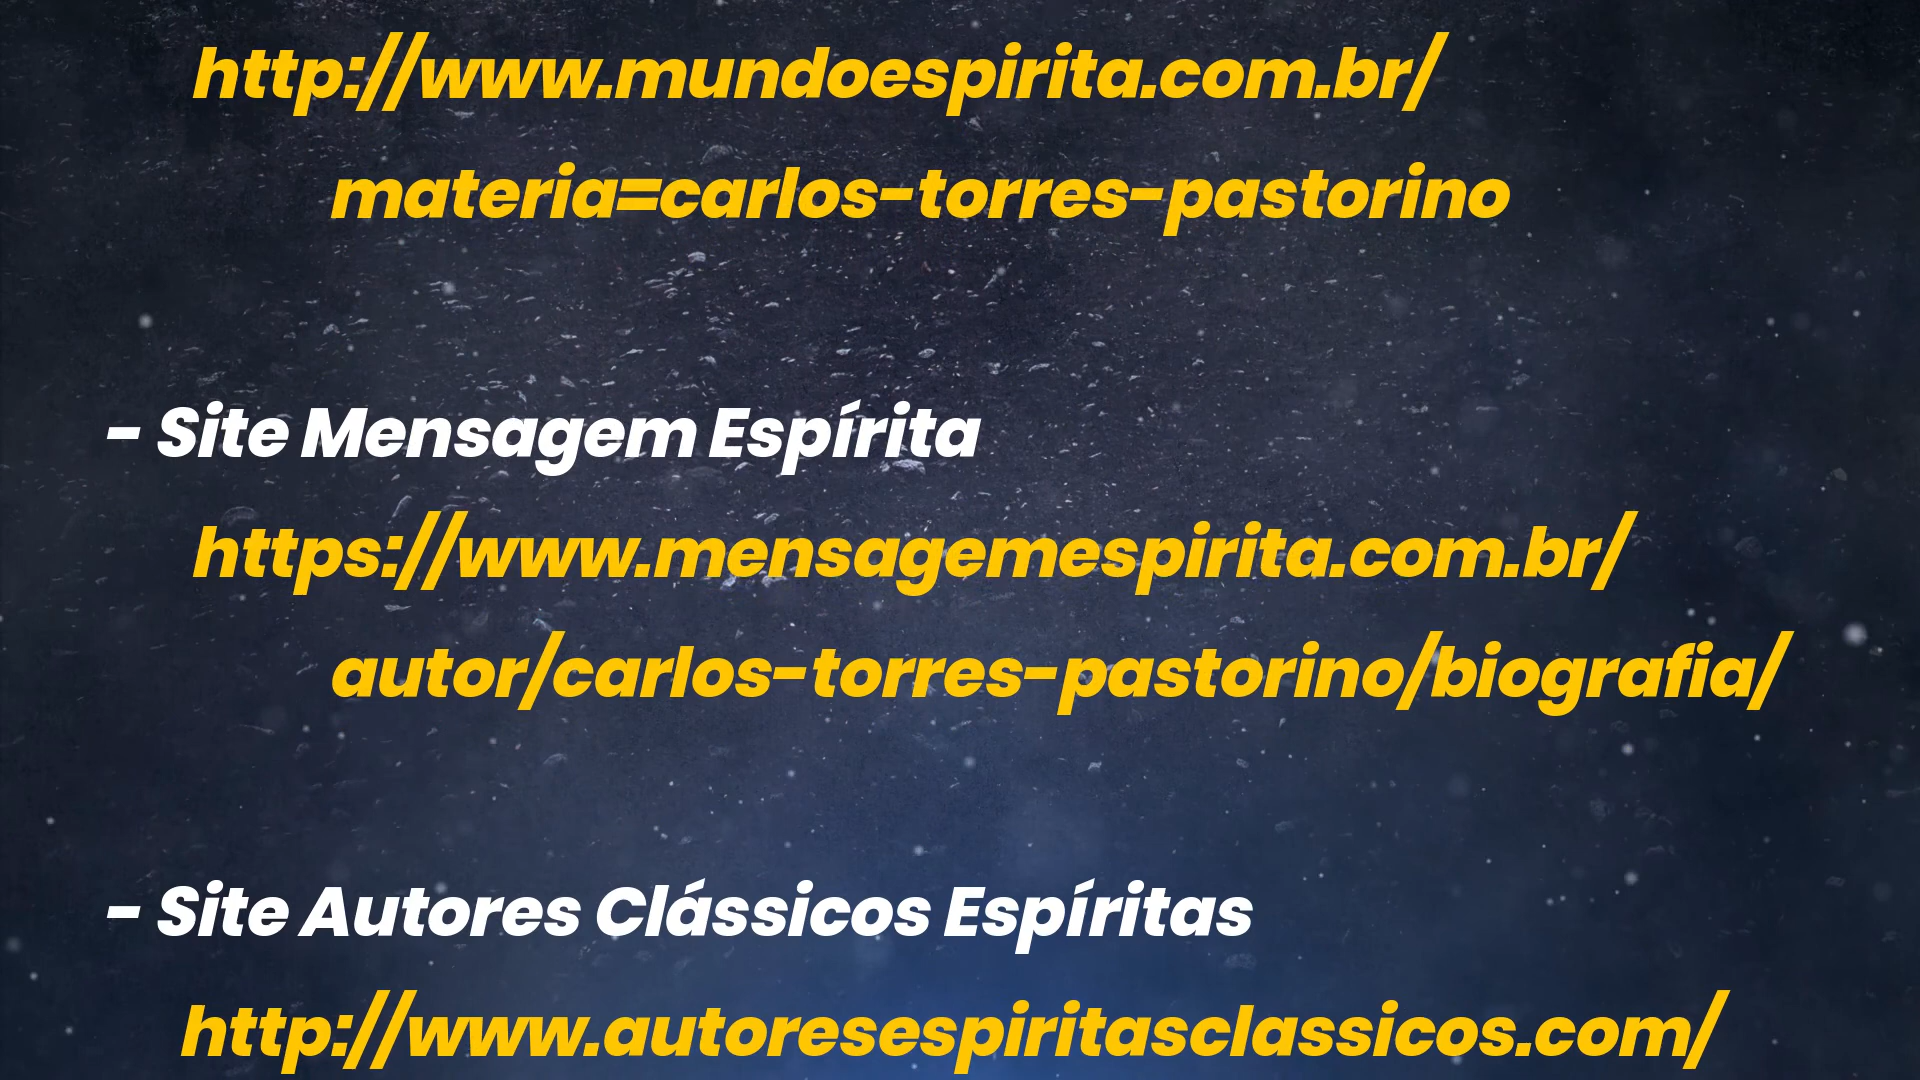 http://www.mundoespirita.com.br/
materia=carlos-torres-pastorino
- Site Mensagem Espírita
https://www.mensagemespirita.com.br/
autor/carlos-torres-pastorino/biografia/
- Site Autores Clássicos Espíritas
http://www.autoresespiritasclassicos.com/